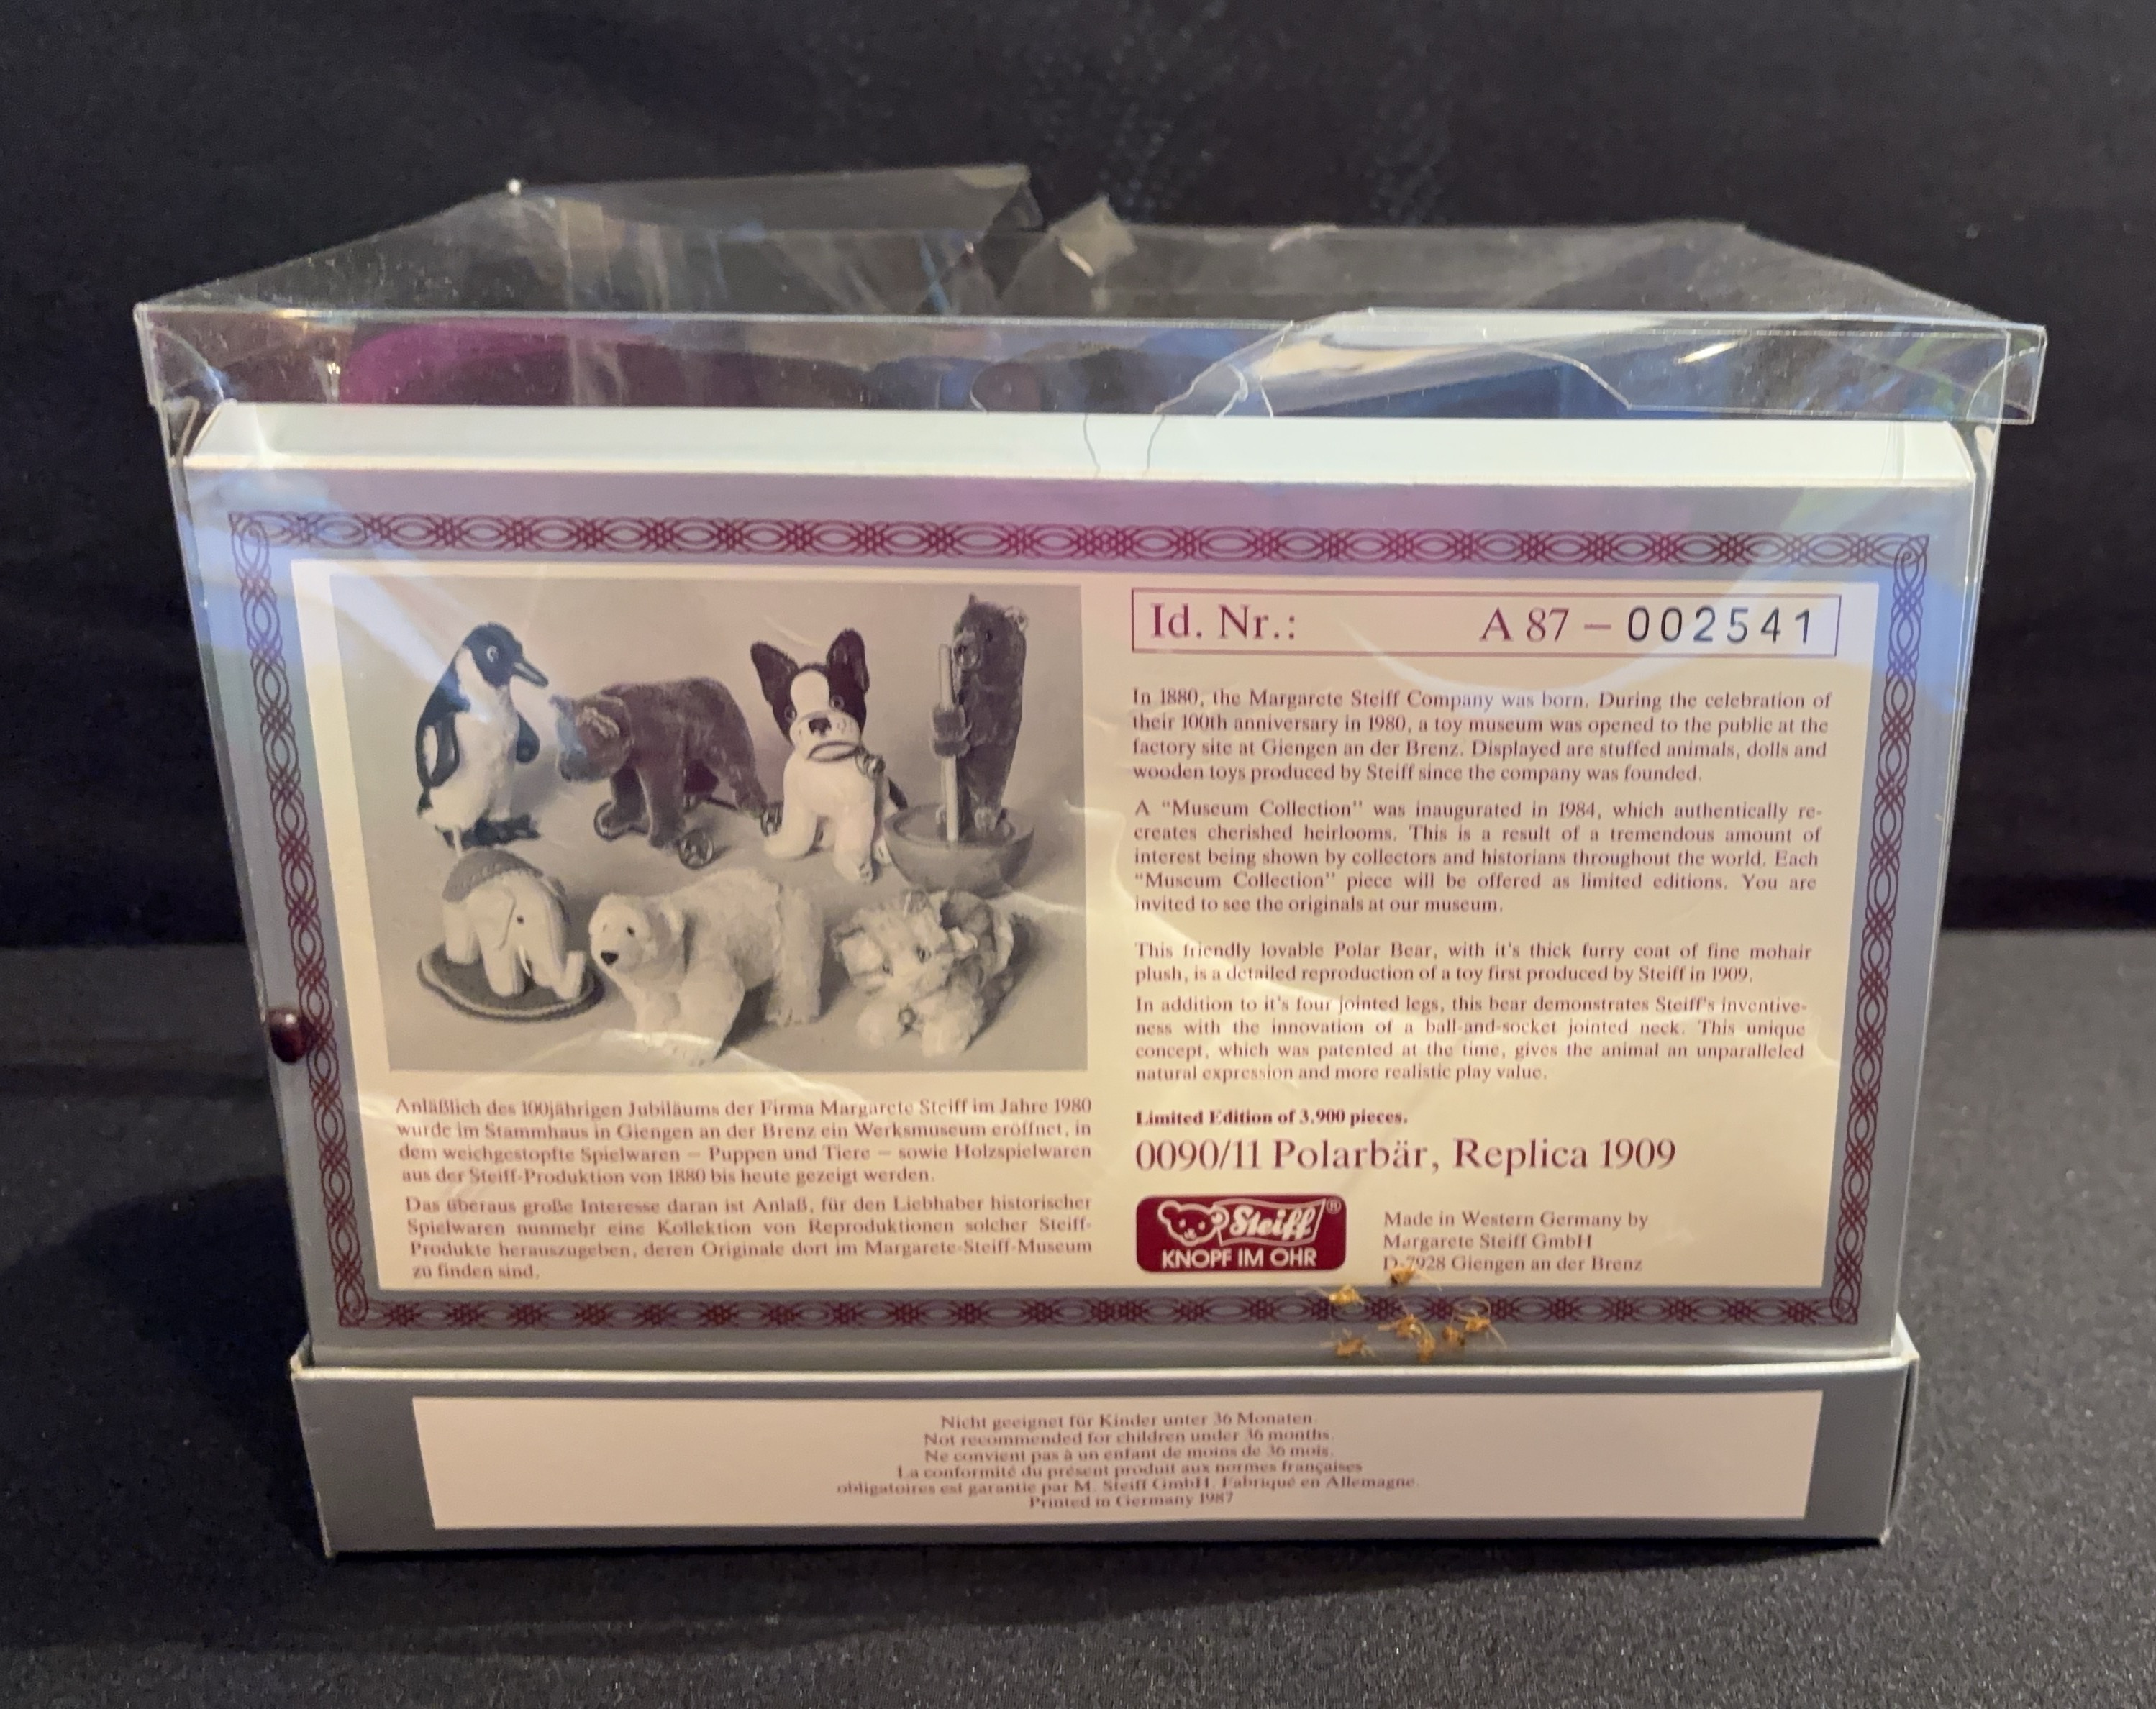 Id. Nr.: A 87 – 002541
In 1880, the Margarete Steiff Company was born. During the celebration of
their 100th anniversary in 1980, a toy museum was opened to the public at the
factory site at Giengen an der Brenz. Displayed are stuffed animals, dolls and
wooden toys produced by Steiff since the company was founded.
A "Museum Collection" was inaugurated in 1984, which authentically re-
creates cherished heirlooms. This is a result of a tremendous amount of
interest being shown by collectors and historians throughout the world. Each
"Museum Collection" piece will be offered as limited editions. You are
invited to see the originals at our museum.
This friendly lovable Polar Bear, with it's thick furry coat of fine mohair
plush, is a detailed reproduction of a toy first produced by Steiff in 1909.
In addition to it's four jointed legs, this bear demonstrates Steiff's inventive-
ness with the innovation of a ball-and-socket jointed neck. This unique
concept, which was patented at the time, gives the animal an unparalleled
natural expression and more realistic play value.
Limited Edition of 3.900 pieces.
0090/11 Polarbär, Replica 1909
Steiff®
KNOPF IM OHR
Made in Western Germany by
Margarete Steiff GmbH
D-7928 Giengen an der Brenz
Anläßlich des 100jährigen Jubiläums der Firma Margarete Steiff im Jahre 1980
wurde im Stammhaus in Giengen an der Brenz ein Werksmuseum eröffnet, in
dem weichgestopfte Spielwaren – Puppen und Tiere – sowie Holzspielwaren
aus der Steiff-Produktion von 1880 bis heute gezeigt werden.
Das überaus große Interesse daran ist Anlaß, für den Liebhaber historischer
Spielwaren nunmehr eine Kollektion von Reproduktionen solcher Steiff-
Produkte herauszugeben, deren Originale dort im Margarete-Steiff-Museum
zu finden sind.
Nicht geeignet für Kinder unter 36 Monaten.
Not recommended for children under 36 months.
Ne convient pas à un enfant de moins de 36 mois.
La conformité du présent produit aux normes françaises
obligatoires est garantie par M. Steiff GmbH. Fabriqué en Allemagne.
Printed in Germany 1987